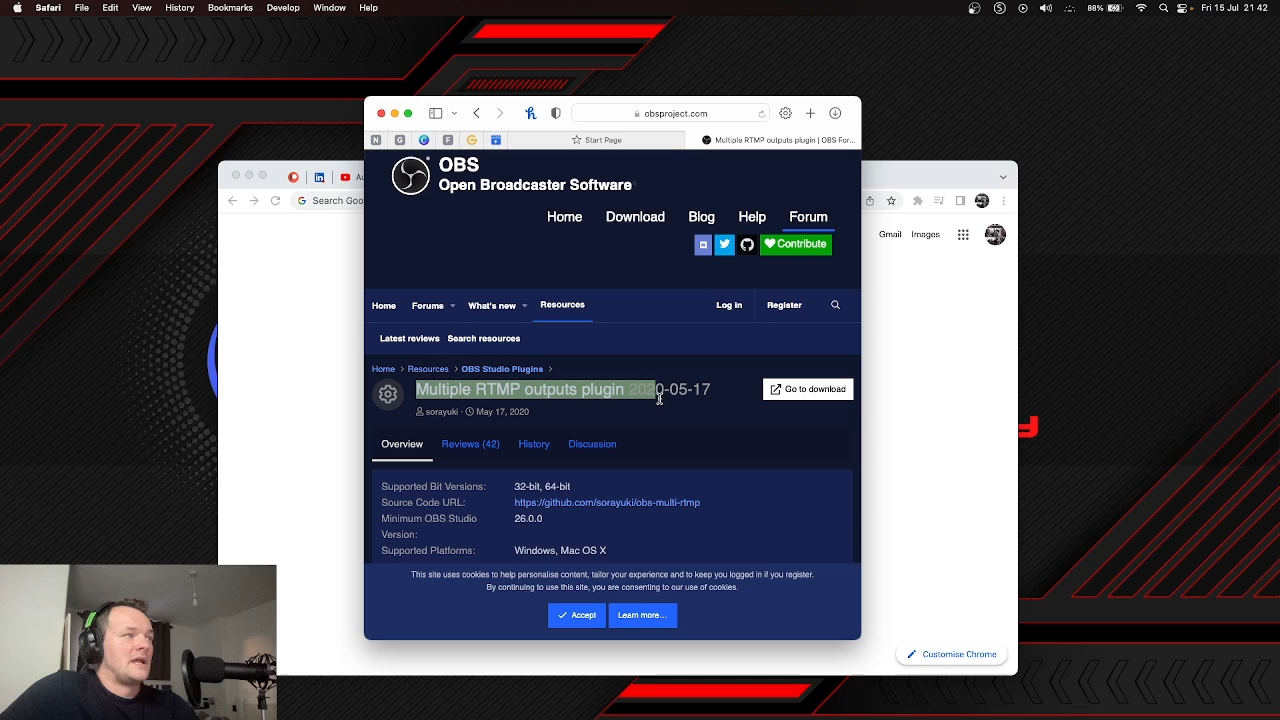 Safari File Edit View History Bookmarks Develop Window Help
88% Fri 15 Jul 21:42
obsproject.com
N G F G Start Page Multiple RTMP outputs plugin | OBS For...
Search Goo
Gmail Images
OBS
Open Broadcaster Software
Home Download Blog Help Forum
Contribute
Home Forums What's new Resources Log in Register
Latest reviews Search resources
Home > Resources > OBS Studio Plugins >
Multiple RTMP outputs plugin 2020-05-17
Go to download
sorayuki · May 17, 2020
Overview Reviews (42) History Discussion
Supported Bit Versions: 32-bit, 64-bit
Source Code URL: https://github.com/sorayuki/obs-multi-rtmp
Minimum OBS Studio 26.0.0
Version:
Supported Platforms: Windows, Mac OS X
This site uses cookies to help personalise content, tailor your experience and to keep you logged in if you register.
By continuing to use this site, you are consenting to our use of cookies.
Accept Learn more...
Customise Chrome